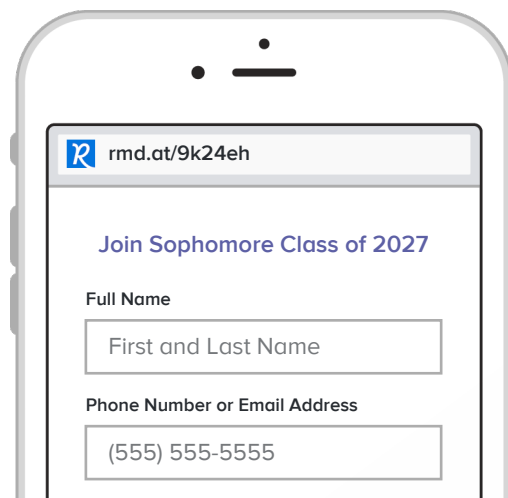 rmd.at/9k24eh
Join Sophomore Class of 2027
Full Name
First and Last Name
Phone Number or Email Address
(555) 555-5555